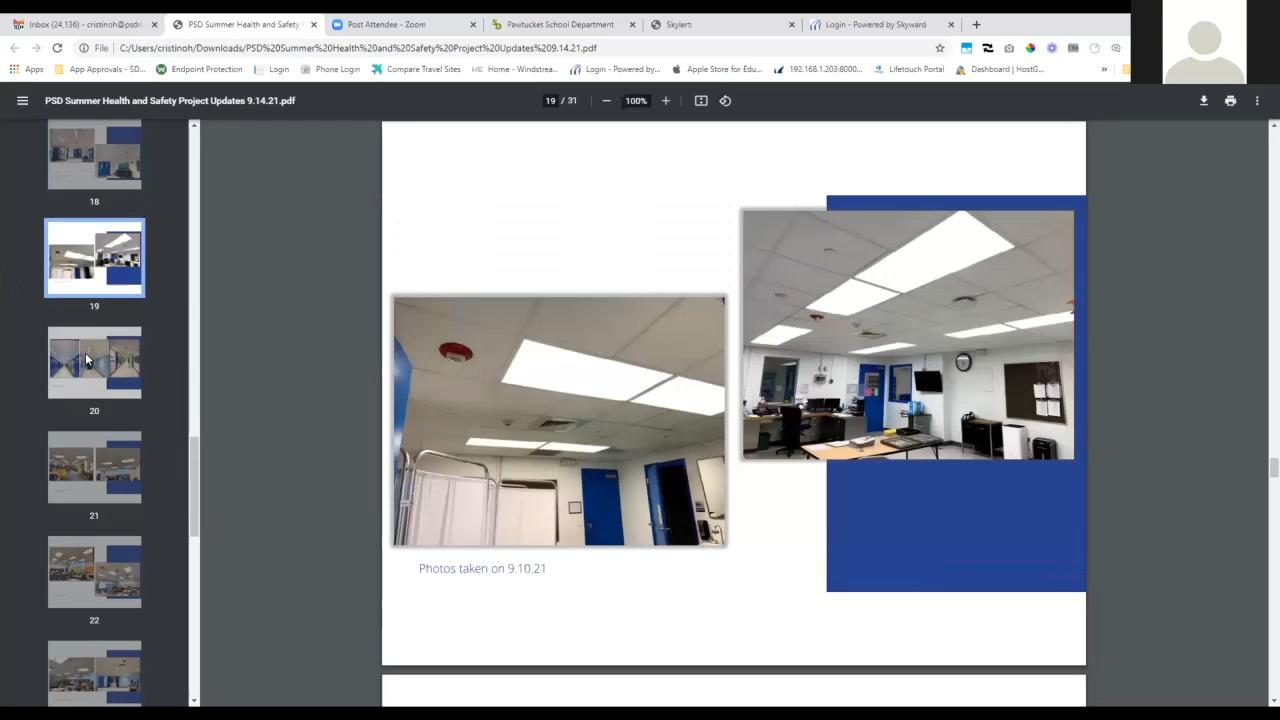 Inbox (24,136) - cristinoh@psdri
PSD Summer Health and Safety
Post Attendee - Zoom
Pawtucket School Department
Skylert:
Login - Powered by Skyward
File
C:/Users/cristinoh/Downloads/PSD%20Summer%20Health%20and%20Safety%20Project%20Updates%209.14.21.pdf
Apps
App Approvals - SD...
Endpoint Protection
Login
Phone Login
Compare Travel Sites
Home - Windstrea...
Login - Powered by...
Apple Store for Edu...
192.168.1.203:8000...
Lifetouch Portal
Dashboard | HostG...
PSD Summer Health and Safety Project Updates 9.14.21.pdf
19 / 31
100%
18
19
20
21
22
Photos taken on 9.10.21